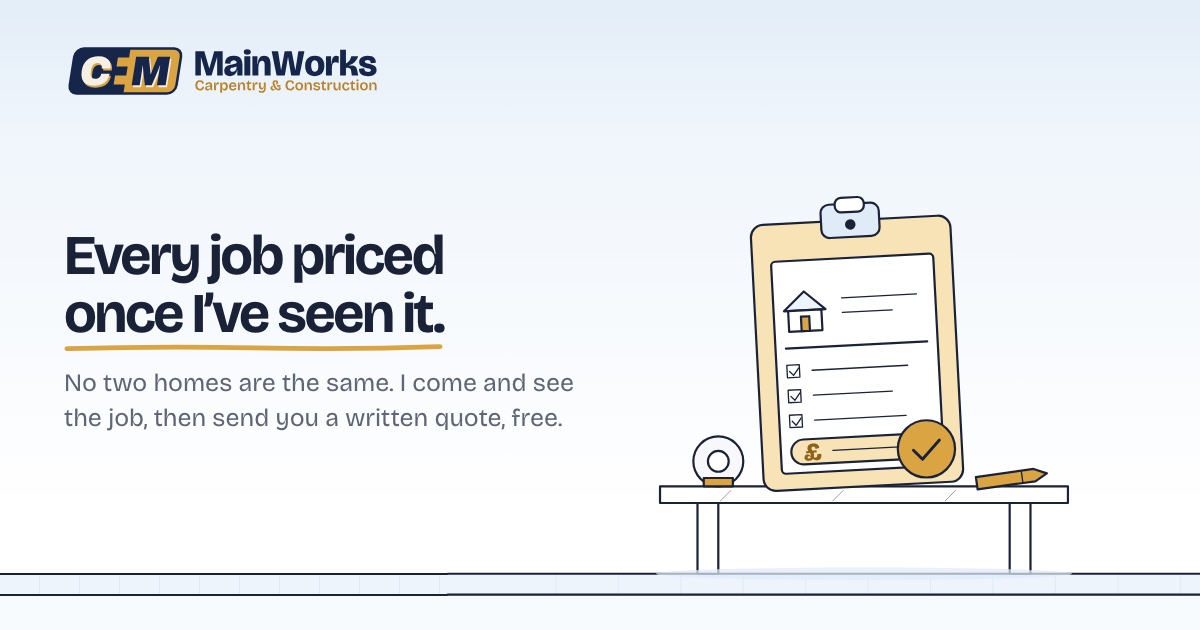 CEM
MainWorks
Carpentry & Construction
Every job priced
once I've seen it.
No two homes are the same. I come and see
the job, then send you a written quote, free.
£